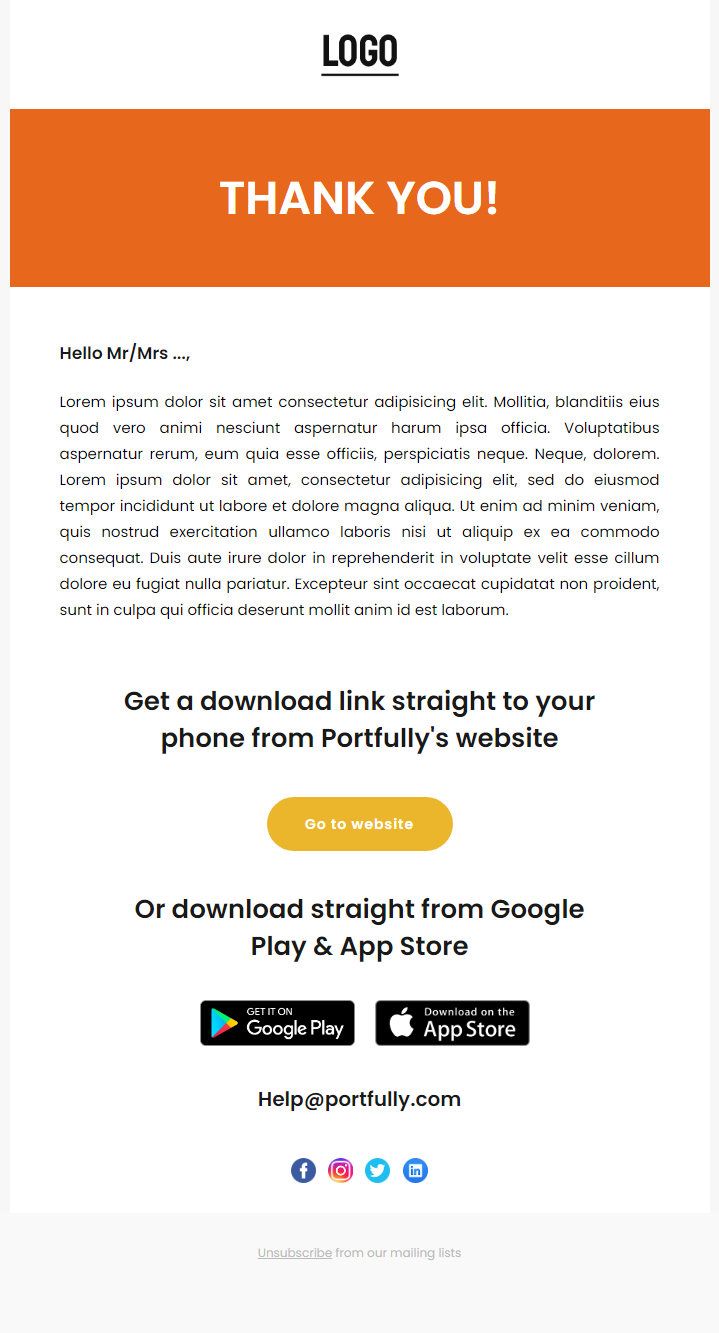 LOGO
THANK YOU!
Hello Mr/Mrs ...,
Lorem ipsum dolor sit amet consectetur adipisicing elit. Mollitia, blanditiis eius
quod vero animi nesciunt aspernatur harum ipsa officia. Voluptatibus
aspernatur rerum, eum quia esse officiis, perspiciatis neque. Neque, dolorem.
Lorem ipsum dolor sit amet, consectetur adipisicing elit, sed do eiusmod
tempor incididunt ut labore et dolore magna aliqua. Ut enim ad minim veniam,
quis nostrud exercitation ullamco laboris nisi ut aliquip ex ea commodo
consequat. Duis aute irure dolor in reprehenderit in voluptate velit esse cillum
dolore eu fugiat nulla pariatur. Excepteur sint occaecat cupidatat non proident,
sunt in culpa qui officia deserunt mollit anim id est laborum.
Get a download link straight to your
phone from Portfully's website
Go to website
Or download straight from Google
Play & App Store
GET IT ON
Google Play
Download on the
App Store
Help@portfully.com
Unsubscribe from our mailing lists